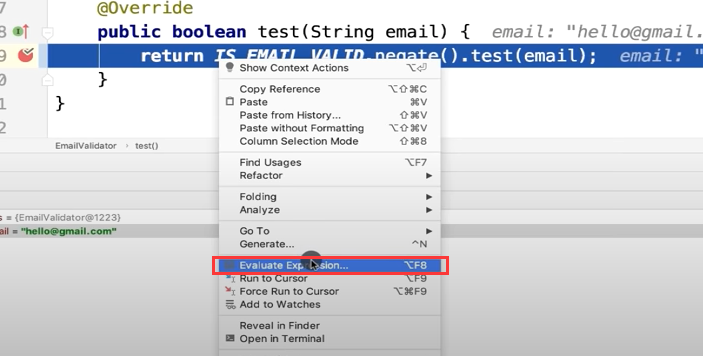 7 @Override
8 public boolean test(String email) { email: "hello@gmail.
9 return IS_EMAIL_VALID.negate().test(email); email: "
0 }
1 }
2
EmailValidator › test()
s = {EmailValidator@1223}
ail = "hello@gmail.com"
Show Context Actions ⌥⏎
Copy Reference ⌥⇧⌘C
Paste ⌘V
Paste from History... ⇧⌘V
Paste without Formatting ⌥⇧⌘V
Column Selection Mode ⇧⌘8
Find Usages ⌥F7
Refactor ▶
Folding ▶
Analyze ▶
Go To ▶
Generate... ^N
Evaluate Expression... ⌥F8
Run to Cursor ⌥F9
Force Run to Cursor ⌥⌘F9
Add to Watches
Reveal in Finder
Open in Terminal